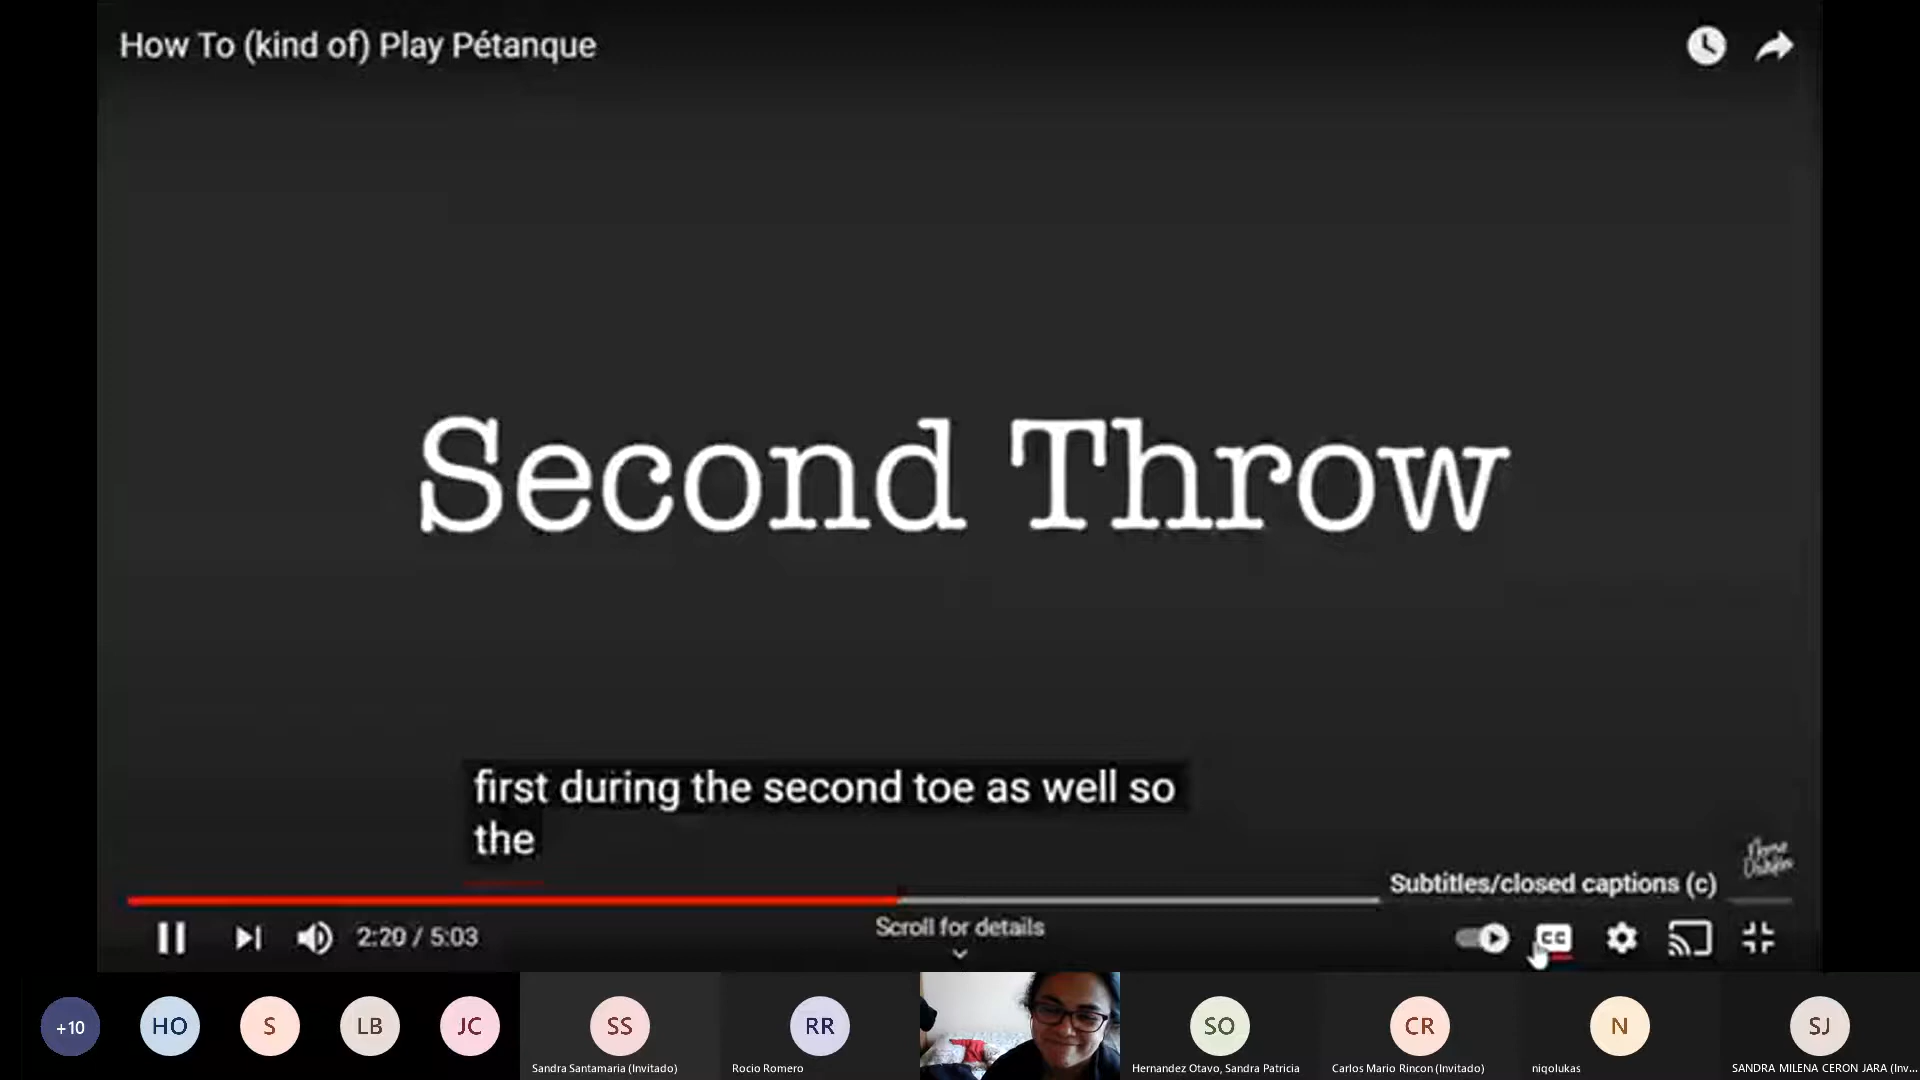 How To (kind of) Play Pétanque
Second Throw
first during the second toe as well so
the
Subtitles/closed captions (c)
2:20 / 5:03
Scroll for details
CC
+10
HO
S
LB
JC
SS
RR
SO
CR
N
SJ
Sandra Santamaria (Invitado)
Rocio Romero
Hernandez Otavo, Sandra Patricia
Carlos Mario Rincon (Invitado)
niqolukas
SANDRA MILENA CERON JARA (Inv...